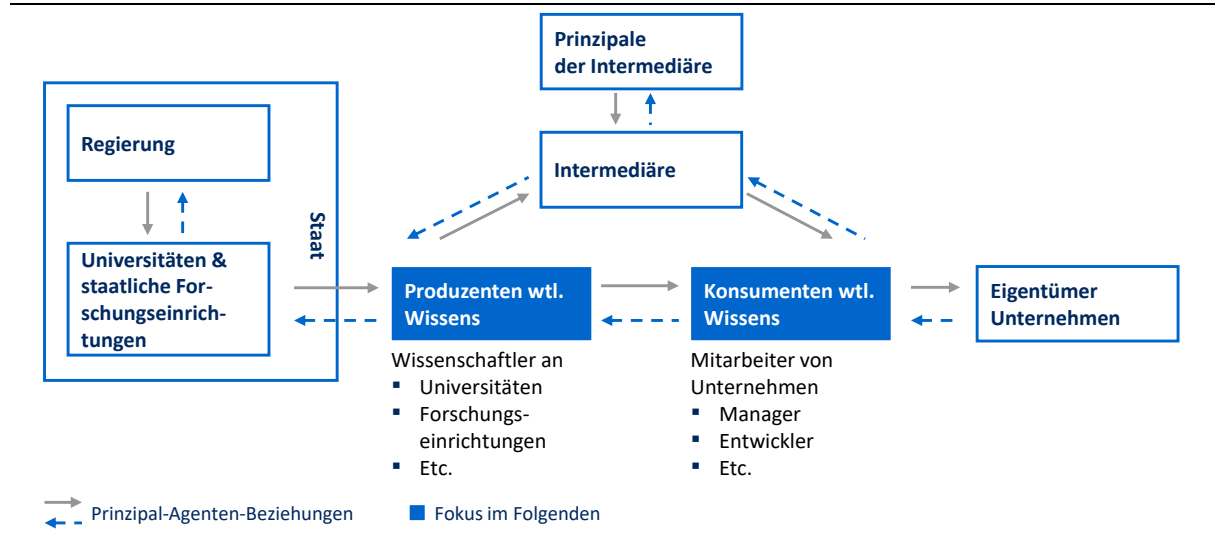 Prinzipale
der Intermediäre
Regierung
Intermediäre
Staat
Universitäten &
staatliche For-
schungseinrich-
tungen
Produzenten wtl.
Wissens
Konsumenten wtl.
Wissens
Eigentümer
Unternehmen
Wissenschaftler an
▪ Universitäten
▪ Forschungs-
einrichtungen
▪ Etc.
Mitarbeiter von
Unternehmen
▪ Manager
▪ Entwickler
▪ Etc.
Prinzipal-Agenten-Beziehungen
Fokus im Folgenden